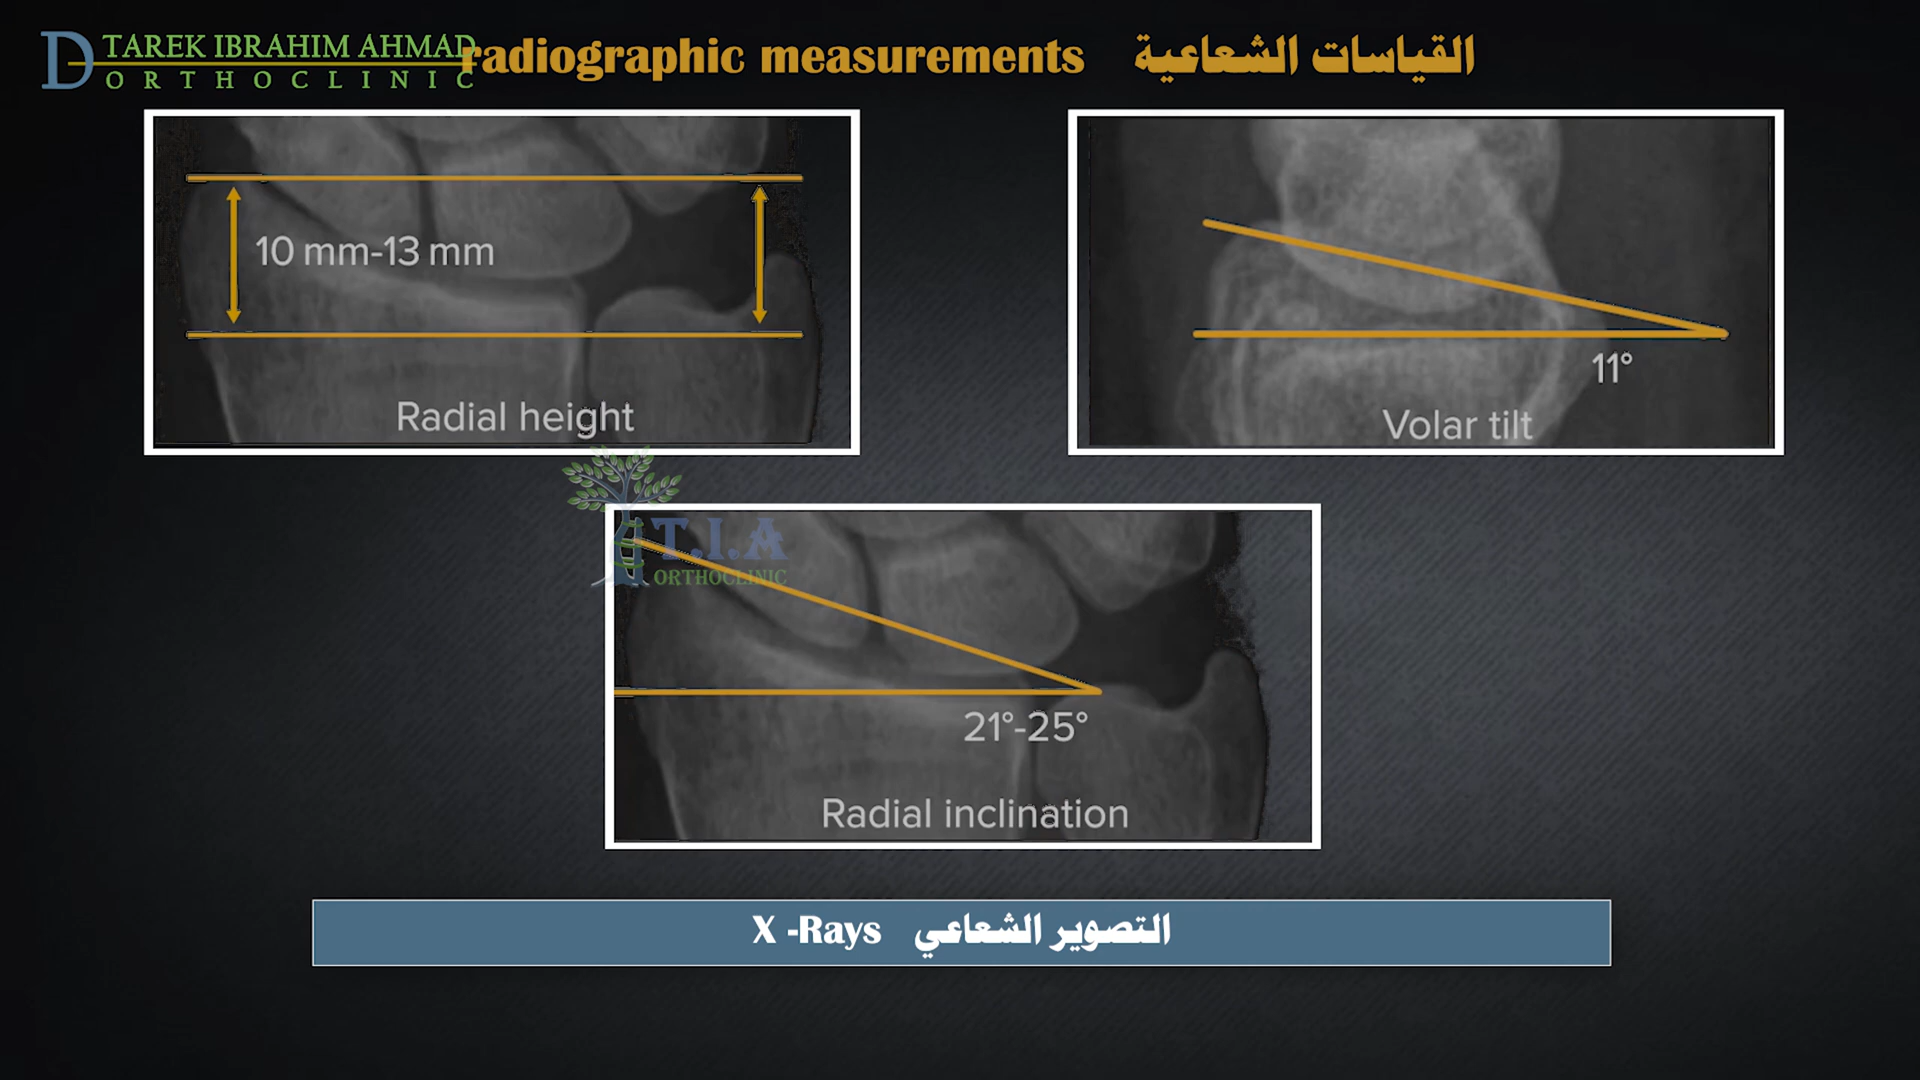 D TAREK IBRAHIM AHMAD
ORTHOCLINIC
radiographic measurements القياسات الشعاعية
10 mm-13 mm
Radial height
11°
Volar tilt
T.I.A
ORTHOCLINIC
21°-25°
Radial inclination
X -Rays التصوير الشعاعي